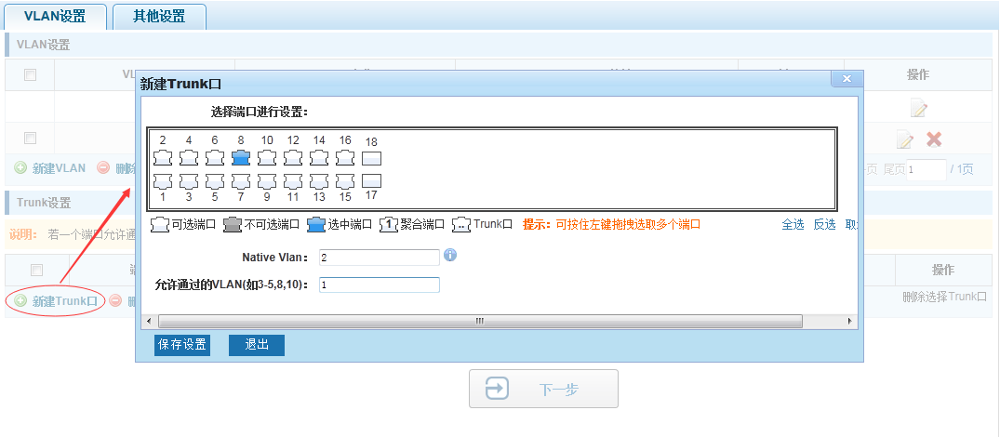 VLAN设置 其他设置
VLAN设置
VL 操作
新建Trunk口
选择端口进行设置：
2 4 6 8 10 12 14 16 18
1 3 5 7 9 11 13 15 17
可选端口 不可选端口 选中端口 1 聚合端口 Trunk口 提示：可按住左键拖拽选取多个端口 全选 反选 取
Native Vlan： 2
允许通过的VLAN(如3-5,8,10)： 1
保存设置 退出
新建VLAN 删除 页 尾页 1 / 1页
Trunk设置
说明： 若一个端口允许通
操作
新建Trunk口 删除选择Trunk口
下一步